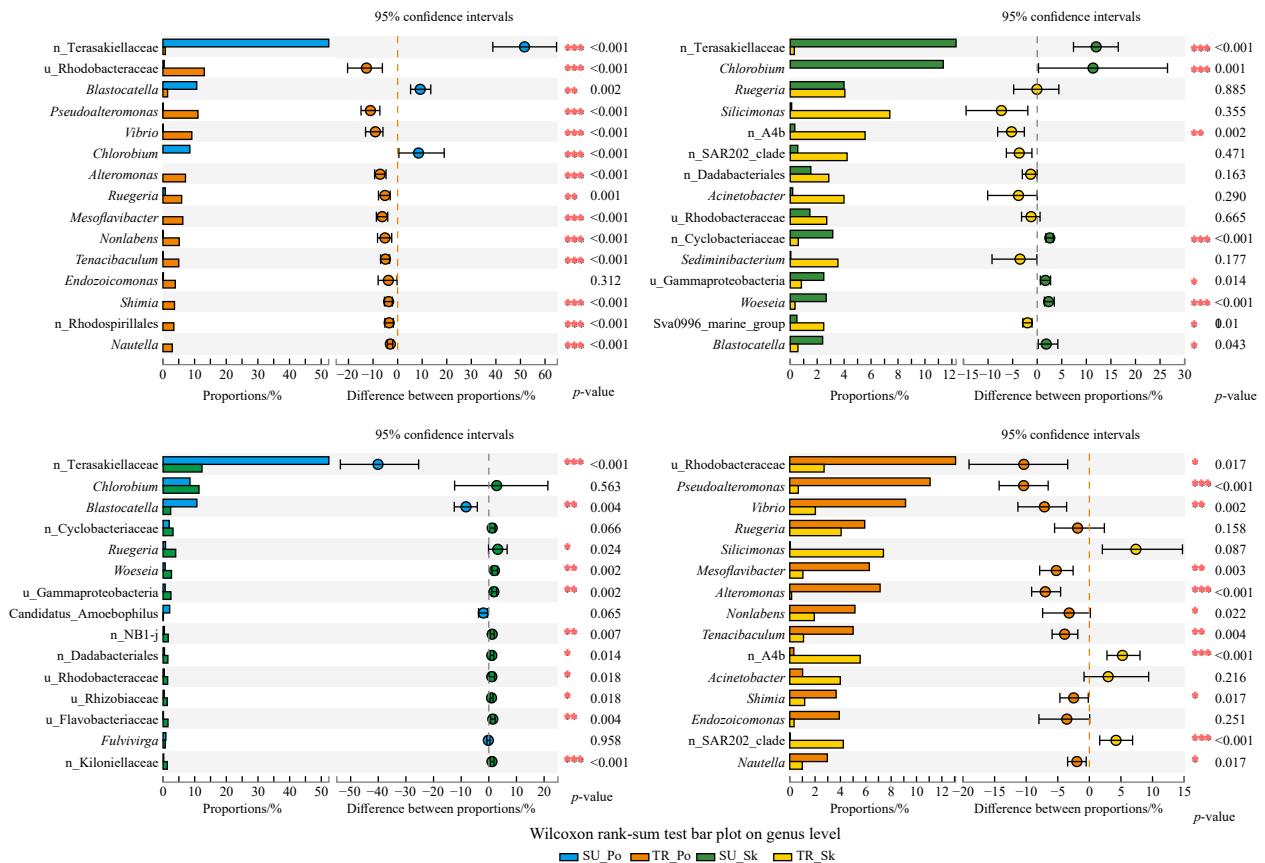 95% confidence intervals
n_Terasakiellaceae *** <0.001
u_Rhodobacteraceae *** <0.001
Blastocatella ** 0.002
Pseudoalteromonas *** <0.001
Vibrio *** <0.001
Chlorobium *** <0.001
Alteromonas *** <0.001
Ruegeria ** 0.001
Mesoflavibacter *** <0.001
Nonlabens *** <0.001
Tenacibaculum *** <0.001
Endozoicomonas 0.312
Shimia *** <0.001
n_Rhodospirillales *** <0.001
Nautella *** <0.001
0 10 20 30 40 50 −20 −10 0 10 20 30 40 50 60
Proportions/% Difference between proportions/% p-value
95% confidence intervals
n_Terasakiellaceae *** <0.001
Chlorobium *** 0.001
Ruegeria 0.885
Silicimonas 0.355
n_A4b ** 0.002
n_SAR202_clade 0.471
n_Dadabacteriales 0.163
Acinetobacter 0.290
u_Rhodobacteraceae 0.665
n_Cyclobacteriaceae *** <0.001
Sediminibacterium 0.177
u_Gammaproteobacteria * 0.014
Woeseia *** <0.001
Sva0996_marine_group * 0.01
Blastocatella * 0.043
0 2 4 6 8 10 12 −15 −10 −5 0 5 10 15 20 25 30
Proportions/% Difference between proportions/% p-value
95% confidence intervals
n_Terasakiellaceae *** <0.001
Chlorobium 0.563
Blastocatella ** 0.004
n_Cyclobacteriaceae 0.066
Ruegeria * 0.024
Woeseia ** 0.002
u_Gammaproteobacteria ** 0.002
Candidatus_Amoebophilus 0.065
n_NB1-j ** 0.007
n_Dadabacteriales * 0.014
u_Rhodobacteraceae * 0.018
u_Rhizobiaceae * 0.018
u_Flavobacteriaceae ** 0.004
Fulvivirga 0.958
n_Kiloniellaceae *** <0.001
0 10 20 30 40 50 −50 −40 −30 −20 −10 0 10 20
Proportions/% Difference between proportions/% p-value
95% confidence intervals
u_Rhodobacteraceae * 0.017
Pseudoalteromonas *** <0.001
Vibrio ** 0.002
Ruegeria 0.158
Silicimonas 0.087
Mesoflavibacter ** 0.003
Alteromonas *** <0.001
Nonlabens * 0.022
Tenacibaculum ** 0.004
n_A4b *** <0.001
Acinetobacter 0.216
Shimia * 0.017
Endozoicomonas 0.251
n_SAR202_clade *** <0.001
Nautella * 0.017
0 2 4 6 8 10 12 −20 −15 −10 −5 0 5 10 15
Proportions/% Difference between proportions/% p-value
Wilcoxon rank-sum test bar plot on genus level
SU_Po TR_Po SU_Sk TR_Sk